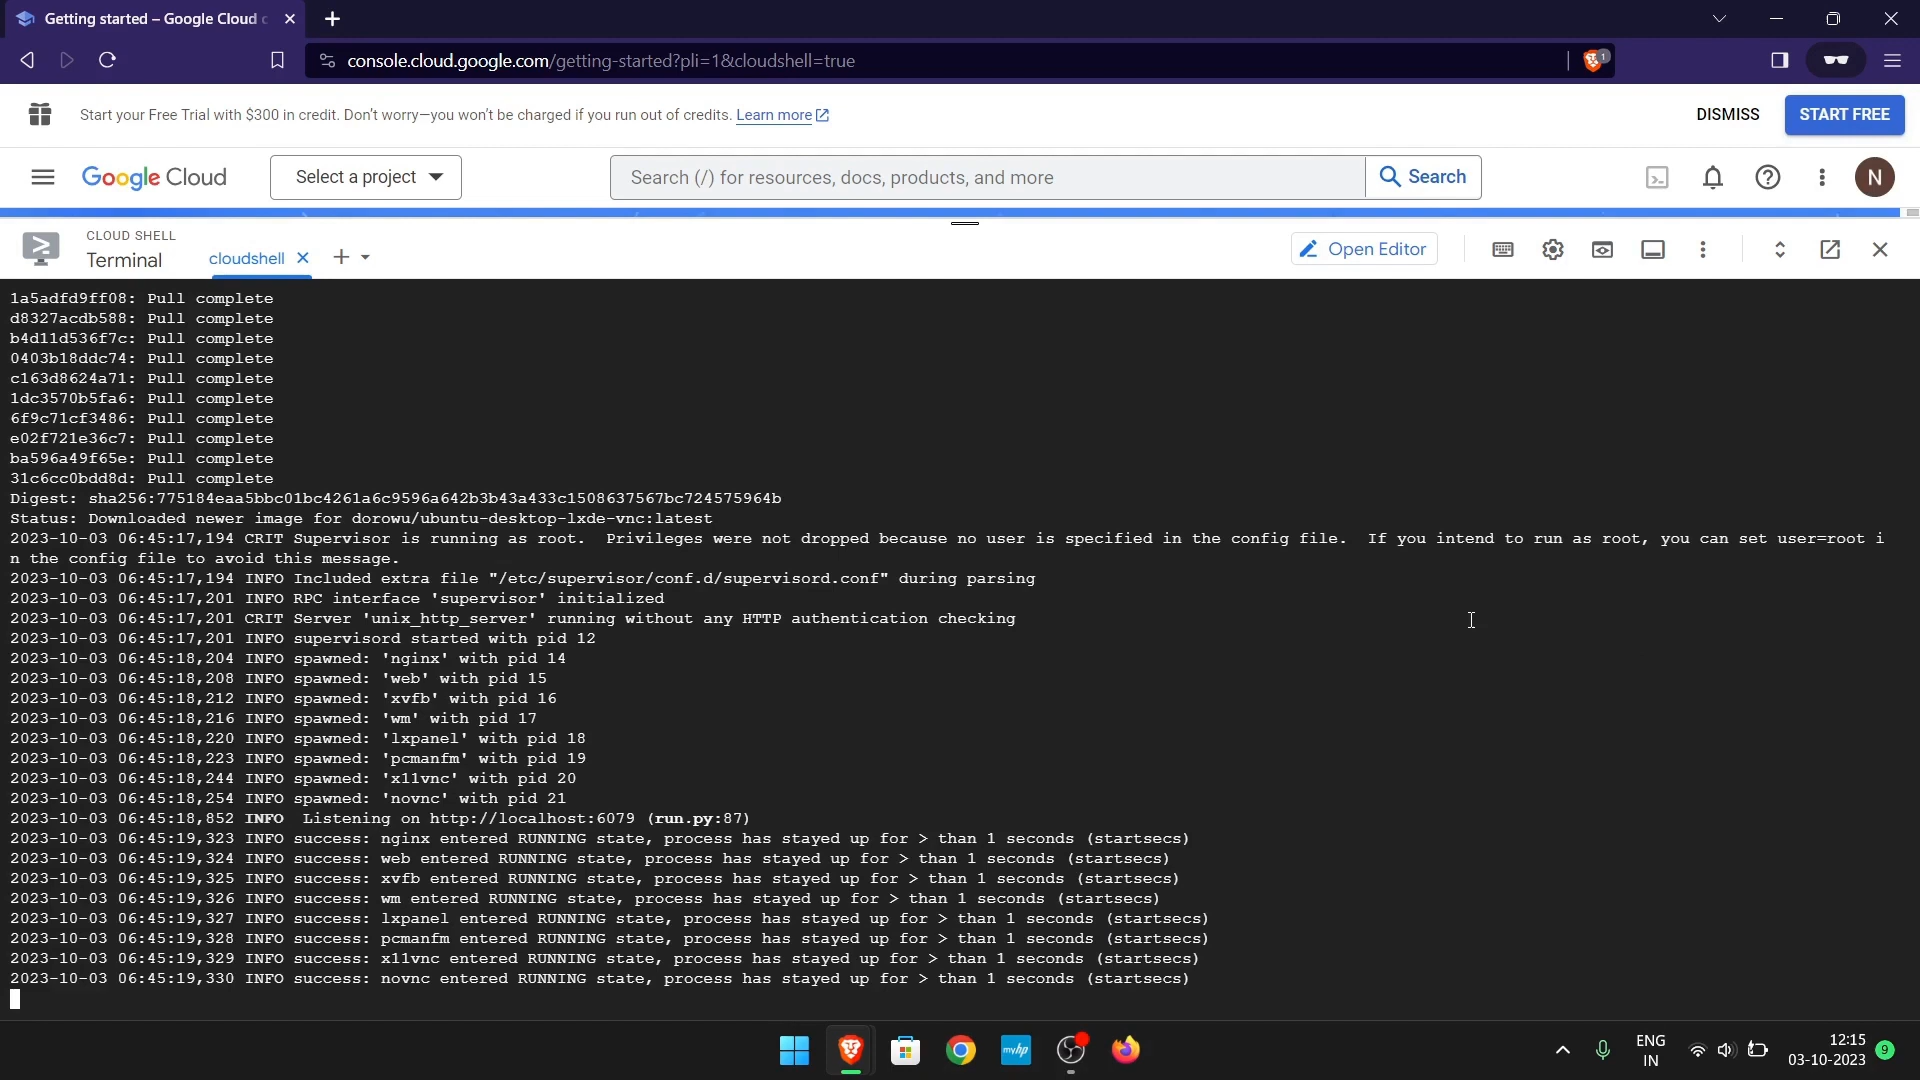 Getting started – Google Cloud c
console.cloud.google.com/getting-started?pli=1&cloudshell=true
1
Start your Free Trial with $300 in credit. Don't worry—you won't be charged if you run out of credits. Learn more
DISMISS
START FREE
Google Cloud
Select a project
Search (/) for resources, docs, products, and more
Search
N
CLOUD SHELL
Terminal
cloudshell
Open Editor
1a5adfd9ff08: Pull complete
d8327acdb588: Pull complete
b4d11d536f7c: Pull complete
0403b18ddc74: Pull complete
c163d8624a71: Pull complete
1dc3570b5fa6: Pull complete
6f9c71cf3486: Pull complete
e02f721e36c7: Pull complete
ba596a49f65e: Pull complete
31c6cc0bdd8d: Pull complete
Digest: sha256:775184eaa5bbc01bc4261a6c9596a642b3b43a433c1508637567bc724575964b
Status: Downloaded newer image for dorowu/ubuntu-desktop-lxde-vnc:latest
2023-10-03 06:45:17,194 CRIT Supervisor is running as root.  Privileges were not dropped because no user is specified in the config file.  If you intend to run as root, you can set user=root i
n the config file to avoid this message.
2023-10-03 06:45:17,194 INFO Included extra file "/etc/supervisor/conf.d/supervisord.conf" during parsing
2023-10-03 06:45:17,201 INFO RPC interface 'supervisor' initialized
2023-10-03 06:45:17,201 CRIT Server 'unix_http_server' running without any HTTP authentication checking
2023-10-03 06:45:17,201 INFO supervisord started with pid 12
2023-10-03 06:45:18,204 INFO spawned: 'nginx' with pid 14
2023-10-03 06:45:18,208 INFO spawned: 'web' with pid 15
2023-10-03 06:45:18,212 INFO spawned: 'xvfb' with pid 16
2023-10-03 06:45:18,216 INFO spawned: 'wm' with pid 17
2023-10-03 06:45:18,220 INFO spawned: 'lxpanel' with pid 18
2023-10-03 06:45:18,223 INFO spawned: 'pcmanfm' with pid 19
2023-10-03 06:45:18,244 INFO spawned: 'x11vnc' with pid 20
2023-10-03 06:45:18,254 INFO spawned: 'novnc' with pid 21
2023-10-03 06:45:18,852 INFO  Listening on http://localhost:6079 (run.py:87)
2023-10-03 06:45:19,323 INFO success: nginx entered RUNNING state, process has stayed up for > than 1 seconds (startsecs)
2023-10-03 06:45:19,324 INFO success: web entered RUNNING state, process has stayed up for > than 1 seconds (startsecs)
2023-10-03 06:45:19,325 INFO success: xvfb entered RUNNING state, process has stayed up for > than 1 seconds (startsecs)
2023-10-03 06:45:19,326 INFO success: wm entered RUNNING state, process has stayed up for > than 1 seconds (startsecs)
2023-10-03 06:45:19,327 INFO success: lxpanel entered RUNNING state, process has stayed up for > than 1 seconds (startsecs)
2023-10-03 06:45:19,328 INFO success: pcmanfm entered RUNNING state, process has stayed up for > than 1 seconds (startsecs)
2023-10-03 06:45:19,329 INFO success: x11vnc entered RUNNING state, process has stayed up for > than 1 seconds (startsecs)
2023-10-03 06:45:19,330 INFO success: novnc entered RUNNING state, process has stayed up for > than 1 seconds (startsecs)
myhp
ENG
IN
12:15
03-10-2023
9